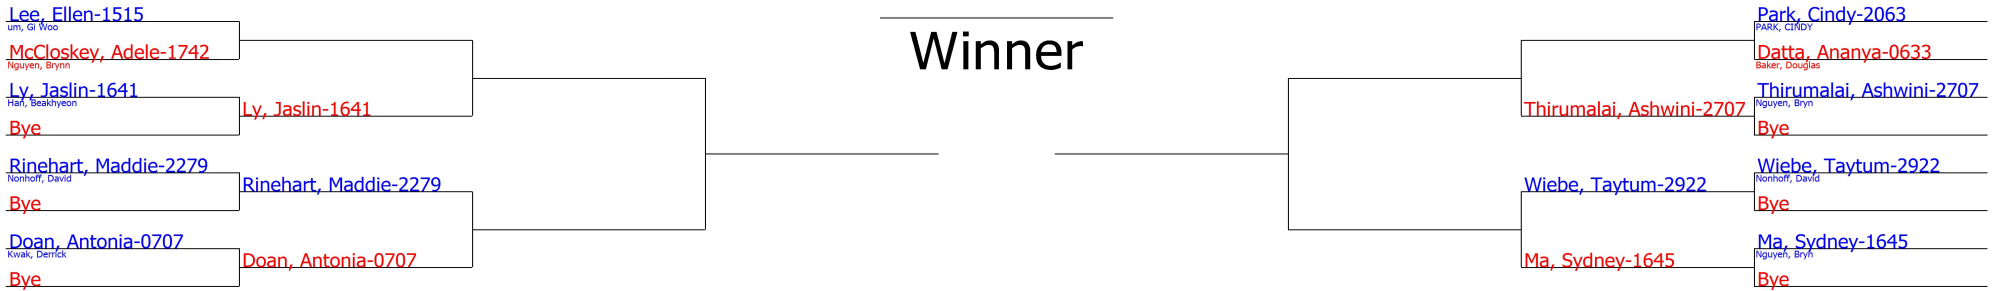 Lee, Ellen-1515
um, Gi Woo
McCloskey, Adele-1742
Nguyen, Brynn
Ly, Jaslin-1641
Han, Beakhyeon
Bye
Rinehart, Maddie-2279
Nonhoff, David
Bye
Doan, Antonia-0707
Kwak, Derrick
Bye
Ly, Jaslin-1641
Rinehart, Maddie-2279
Doan, Antonia-0707
Winner
Thirumalai, Ashwini-2707
Wiebe, Taytum-2922
Ma, Sydney-1645
Park, Cindy-2063
PARK, CINDY
Datta, Ananya-0633
Baker, Douglas
Thirumalai, Ashwini-2707
Nguyen, Bryn
Bye
Wiebe, Taytum-2922
Nonhoff, David
Bye
Ma, Sydney-1645
Nguyen, Bryn
Bye